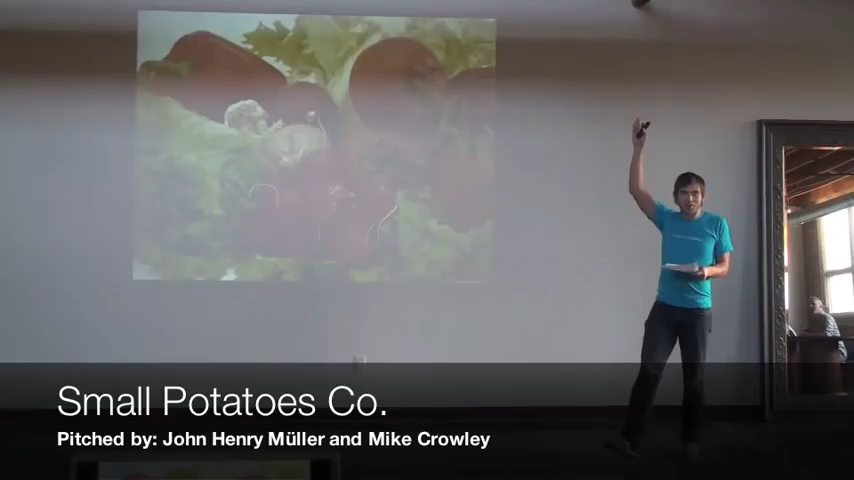 Small Potatoes Co.
Pitched by: John Henry Müller and Mike Crowley